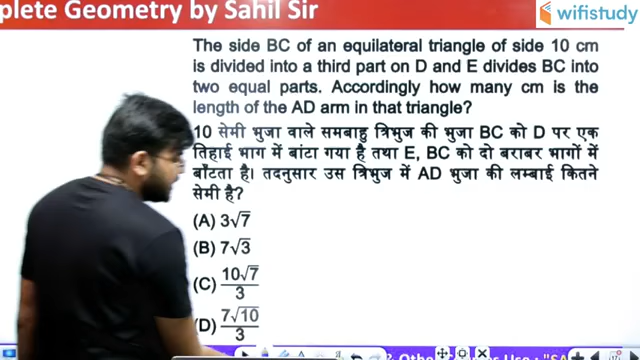 plete Geometry by Sahil Sir
wifistudy
The side BC of an equilateral triangle of side 10 cm
is divided into a third part on D and E divides BC into
two equal parts. Accordingly how many cm is the
length of the AD arm in that triangle?
10 सेमी भुजा वाले समबाहु त्रिभुज की भुजा BC को D पर एक
तिहाई भाग में बांटा गया है तथा E, BC को दो बराबर भागों में
बाँटता है। तदनुसार उस त्रिभुज में AD भुजा की लम्बाई कितने
सेमी है?
(A) 3√7
(B) 7√3
(C) 10√7/3
(D) 7√10/3